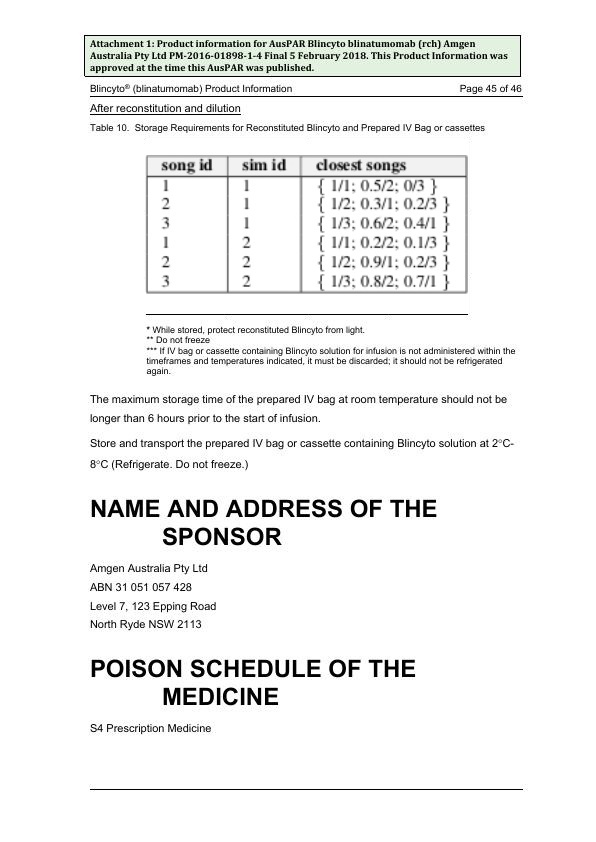 Attachment 1: Product information for AusPAR Blincyto blinatumomab (rch) Amgen
Australia Pty Ltd PM-2016-01898-1-4 Final 5 February 2018. This Product Information was
approved at the time this AusPAR was published.
Blincyto® (blinatumomab) Product Information Page 45 of 46
After reconstitution and dilution
Table 10. Storage Requirements for Reconstituted Blincyto and Prepared IV Bag or cassettes
song id sim id closest songs
1 1 { 1/1; 0.5/2; 0/3 }
2 1 { 1/2; 0.3/1; 0.2/3 }
3 1 { 1/3; 0.6/2; 0.4/1 }
1 2 { 1/1; 0.2/2; 0.1/3 }
2 2 { 1/2; 0.9/1; 0.2/3 }
3 2 { 1/3; 0.8/2; 0.7/1 }
* While stored, protect reconstituted Blincyto from light.
** Do not freeze
*** If IV bag or cassette containing Blincyto solution for infusion is not administered within the
timeframes and temperatures indicated, it must be discarded; it should not be refrigerated
again.
The maximum storage time of the prepared IV bag at room temperature should not be
longer than 6 hours prior to the start of infusion.
Store and transport the prepared IV bag or cassette containing Blincyto solution at 2°C-
8°C (Refrigerate. Do not freeze.)
NAME AND ADDRESS OF THE
SPONSOR
Amgen Australia Pty Ltd
ABN 31 051 057 428
Level 7, 123 Epping Road
North Ryde NSW 2113
POISON SCHEDULE OF THE
MEDICINE
S4 Prescription Medicine